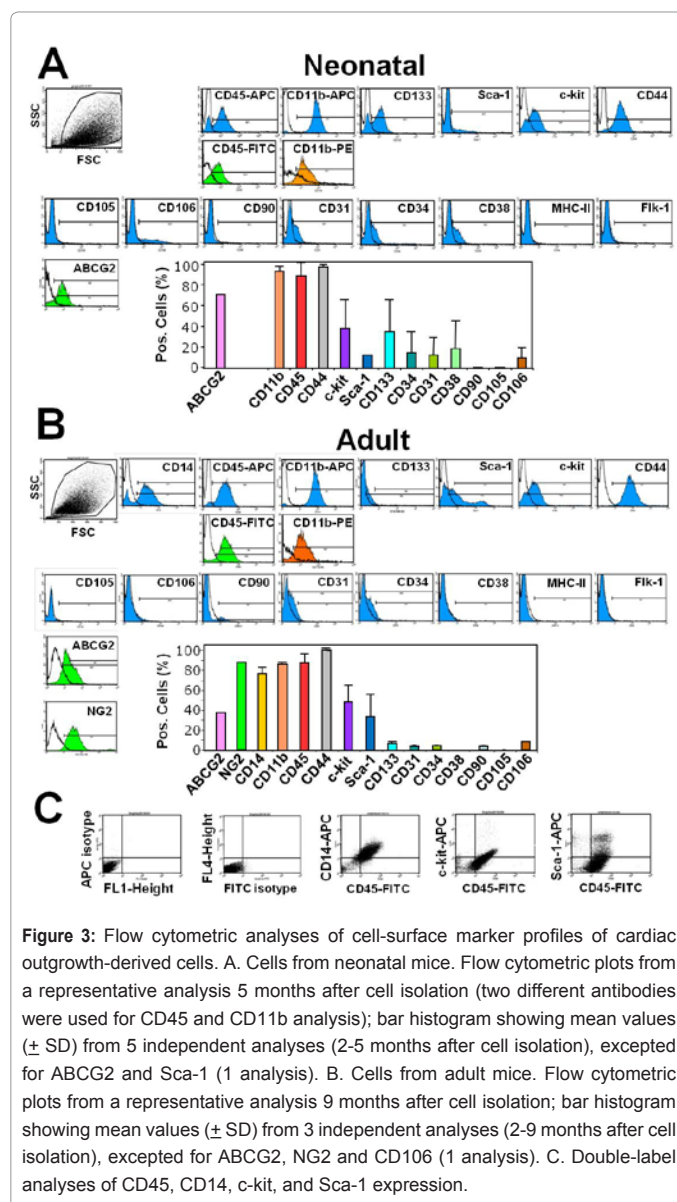 A
Neonatal
SSC
FSC
CD45-APC
CD11b-APC
CD133
Sca-1
c-kit
CD44
CD45-FITC
CD11b-PE
CD105
CD106
CD90
CD31
CD34
CD38
MHC-II
Flk-1
ABCG2
Pos. Cells (%)
100
80
60
40
20
0
ABCG2
CD11b
CD45
CD44
c-kit
Sca-1
CD133
CD34
CD31
CD38
CD90
CD105
CD106
B
Adult
SSC
FSC
CD14
CD45-APC
CD11b-APC
CD133
Sca-1
c-kit
CD44
CD45-FITC
CD11b-PE
CD105
CD106
CD90
CD31
CD34
CD38
MHC-II
Flk-1
ABCG2
NG2
Pos. Cells (%)
100
80
60
40
20
0
ABCG2
NG2
CD14
CD11b
CD45
CD44
c-kit
Sca-1
CD133
CD31
CD34
CD38
CD90
CD105
CD106
C
APC isotype
FL1-Height
FL4-Height
FITC isotype
CD14-APC
CD45-FITC
c-kit-APC
CD45-FITC
Sca-1-APC
CD45-FITC
Figure 3: Flow cytometric analyses of cell-surface marker profiles of cardiac
outgrowth-derived cells. A. Cells from neonatal mice. Flow cytometric plots from
a representative analysis 5 months after cell isolation (two different antibodies
were used for CD45 and CD11b analysis); bar histogram showing mean values
(± SD) from 5 independent analyses (2-5 months after cell isolation), excepted
for ABCG2 and Sca-1 (1 analysis). B. Cells from adult mice. Flow cytometric
plots from a representative analysis 9 months after cell isolation; bar histogram
showing mean values (± SD) from 3 independent analyses (2-9 months after cell
isolation), excepted for ABCG2, NG2 and CD106 (1 analysis). C. Double-label
analyses of CD45, CD14, c-kit, and Sca-1 expression.